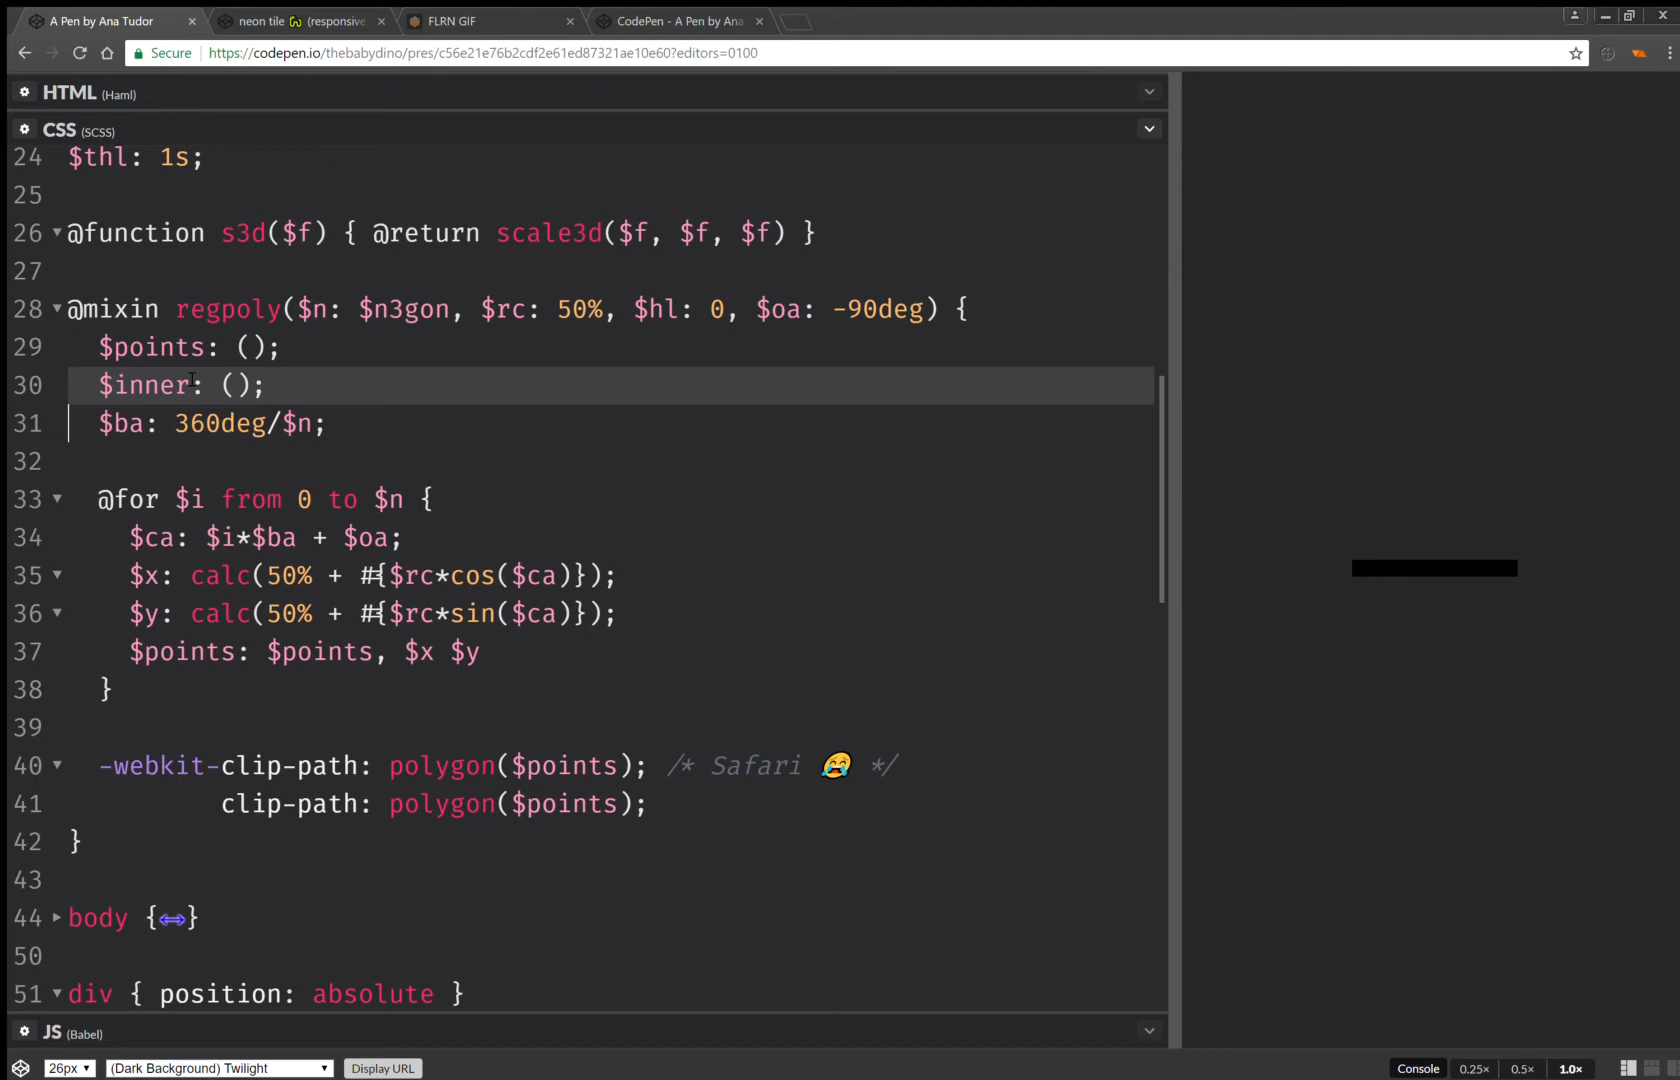 A Pen by Ana Tudor
neon tile (responsive
FLRN GIF
CodePen - A Pen by Ana
Secure https://codepen.io/thebabydino/pres/c56e21e76b2cdf2e61ed87321ae10e60?editors=0100
HTML (Haml)
CSS (SCSS)
24 $thl: 1s;
25
26 @function s3d($f) { @return scale3d($f, $f, $f) }
27
28 @mixin regpoly($n: $n3gon, $rc: 50%, $hl: 0, $oa: -90deg) {
29 $points: ();
30 $inner: ();
31 $ba: 360deg/$n;
32
33 @for $i from 0 to $n {
34 $ca: $i*$ba + $oa;
35 $x: calc(50% + #{$rc*cos($ca)});
36 $y: calc(50% + #{$rc*sin($ca)});
37 $points: $points, $x $y
38 }
39
40 -webkit-clip-path: polygon($points); /* Safari 😂 */
41 clip-path: polygon($points);
42 }
43
44 body {↔}
50
51 div { position: absolute }
JS (Babel)
26px (Dark Background) Twilight Display URL Console 0.25× 0.5× 1.0×